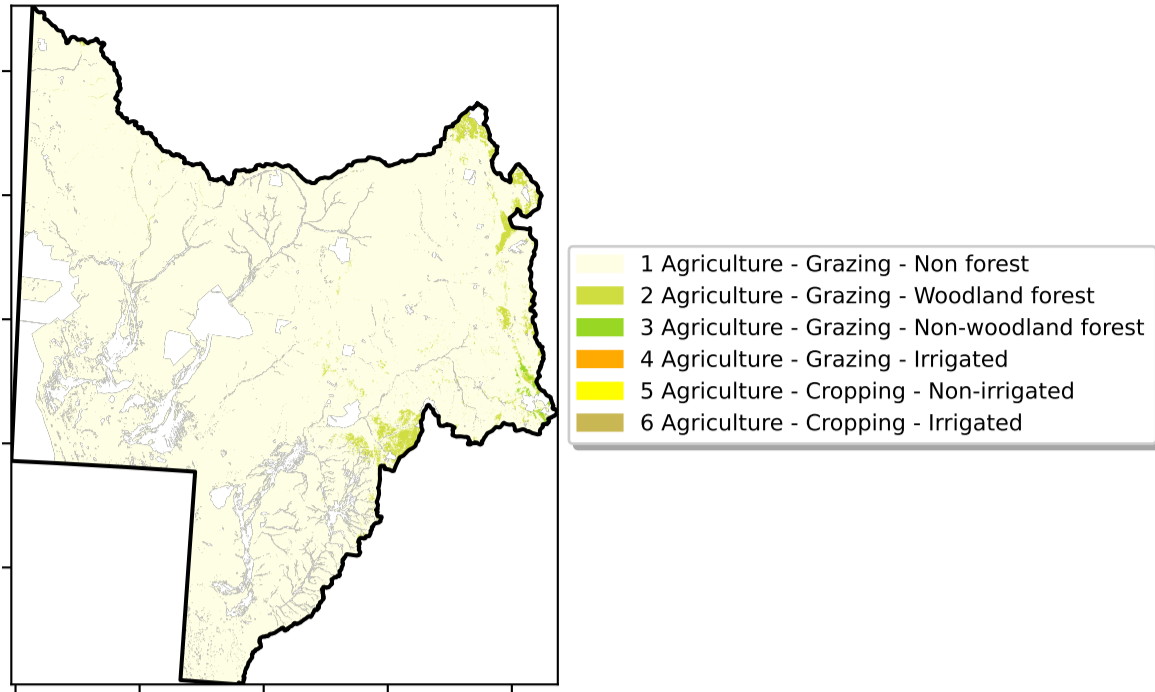 1 Agriculture - Grazing - Non forest
2 Agriculture - Grazing - Woodland forest
3 Agriculture - Grazing - Non-woodland forest
4 Agriculture - Grazing - Irrigated
5 Agriculture - Cropping - Non-irrigated
6 Agriculture - Cropping - Irrigated